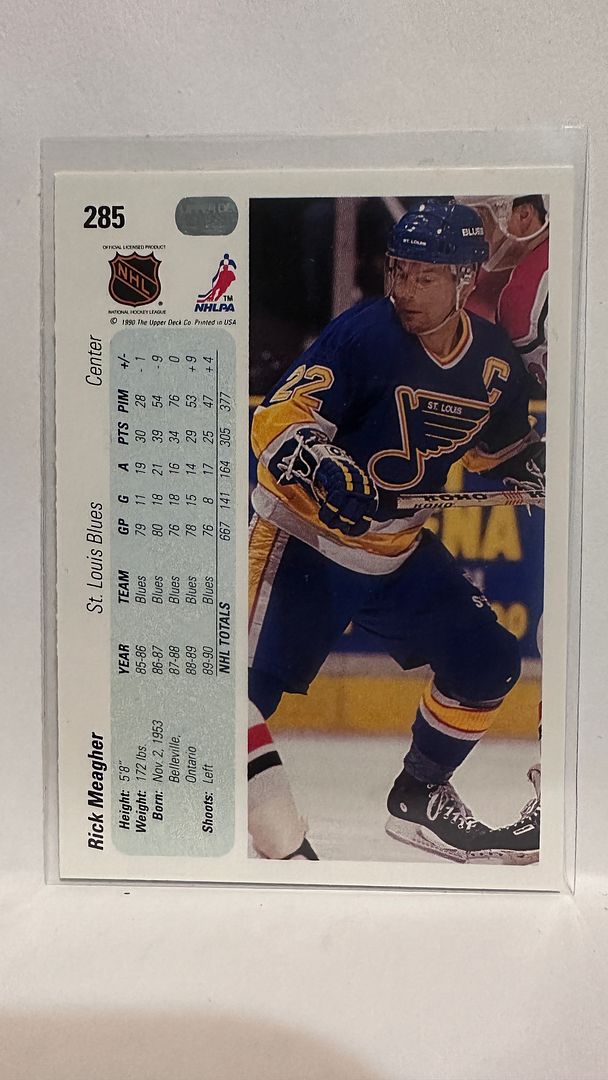 285
OFFICIAL LICENSED PRODUCT
NHL
®
NATIONAL HOCKEY LEAGUE
NHLPA
TM
© 1990 The Upper Deck Co. Printed in USA
Rick Meagher St. Louis Blues Center
Height: 5'8"
Weight: 172 lbs.
Born: Nov. 2, 1953
Belleville,
Ontario
Shoots: Left
YEAR TEAM GP G A PTS PIM +/-
85-86 Blues 79 11 19 30 28 - 1
86-87 Blues 80 18 21 39 54 - 9
87-88 Blues 76 18 16 34 76 0
88-89 Blues 78 15 14 29 53 + 9
89-90 Blues 76 8 17 25 47 + 4
NHL TOTALS 667 141 164 305 377
ST. LOUIS
BLUES
22
C
ST. LOUIS
KOHO
KOHO